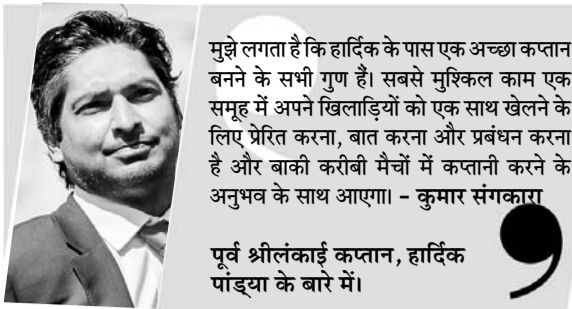 मुझे लगता है कि हार्दिक के पास एक अच्छा कप्तान
बनने के सभी गुण हैं। सबसे मुश्किल काम एक
समूह में अपने खिलाड़ियों को एक साथ खेलने के
लिए प्रेरित करना, बात करना और प्रबंधन करना
है और बाकी करीबी मैचों में कप्तानी करने के
अनुभव के साथ आएगा। – कुमार संगकारा
पूर्व श्रीलंकाई कप्तान, हार्दिक
पांड्या के बारे में।